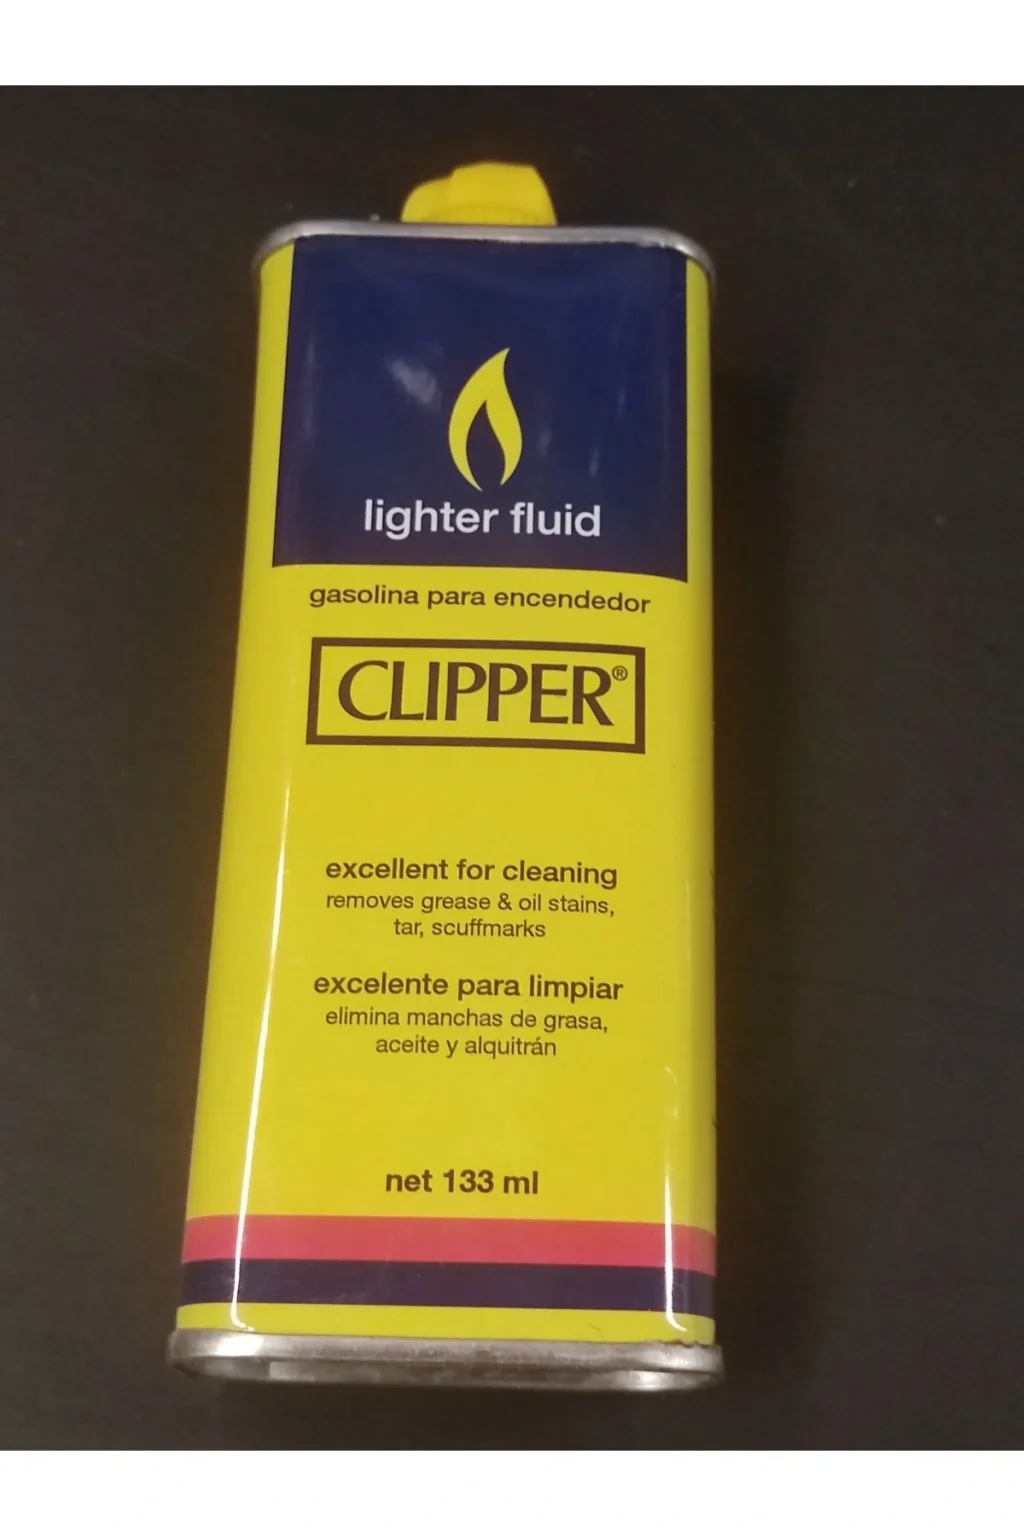 lighter fluid
gasolina para encendedor
CLIPPER®
excellent for cleaning
removes grease & oil stains,
tar, scuffmarks
excelente para limpiar
elimina manchas de grasa,
aceite y alquitrán
net 133 ml